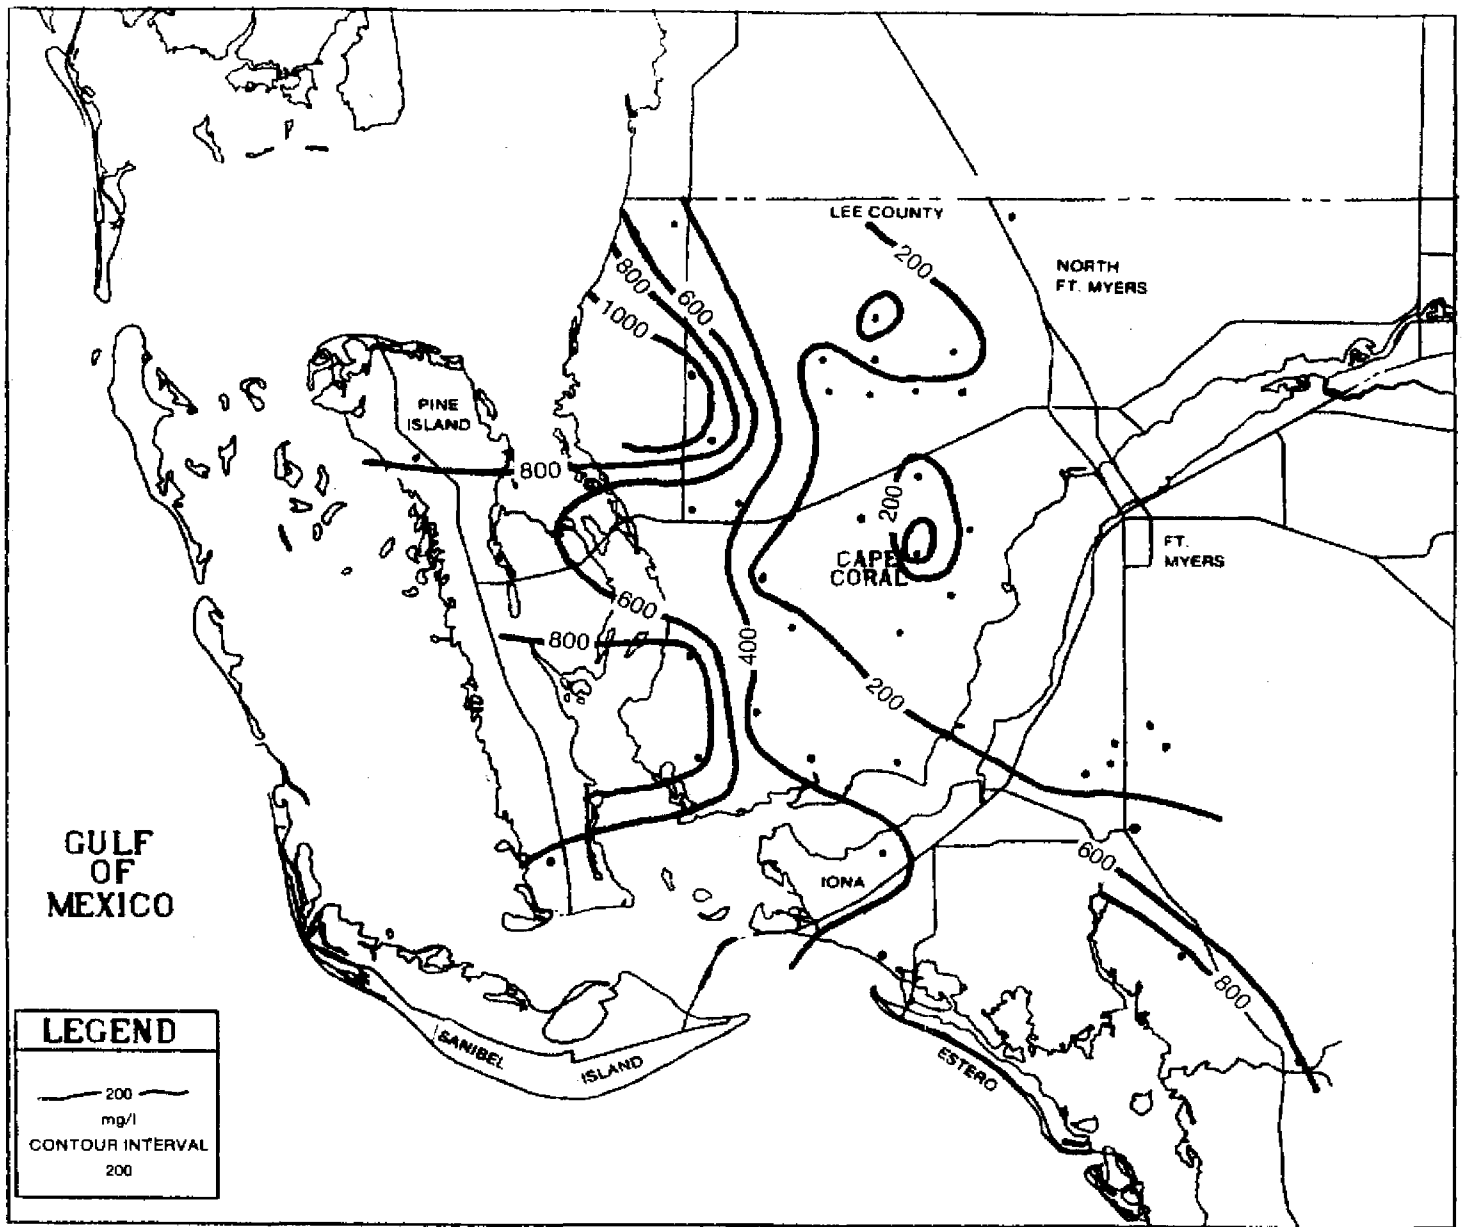 LEE COUNTY
200
NORTH
FT. MYERS
800
600
1000
PINE
ISLAND
800
200
CAPE
CORAL
FT.
MYERS
600
800
400
200
GULF
OF
MEXICO
600
IONA
800
SANIBEL
ISLAND
ESTERO
LEGEND
200
mg/l
CONTOUR INTERVAL
200